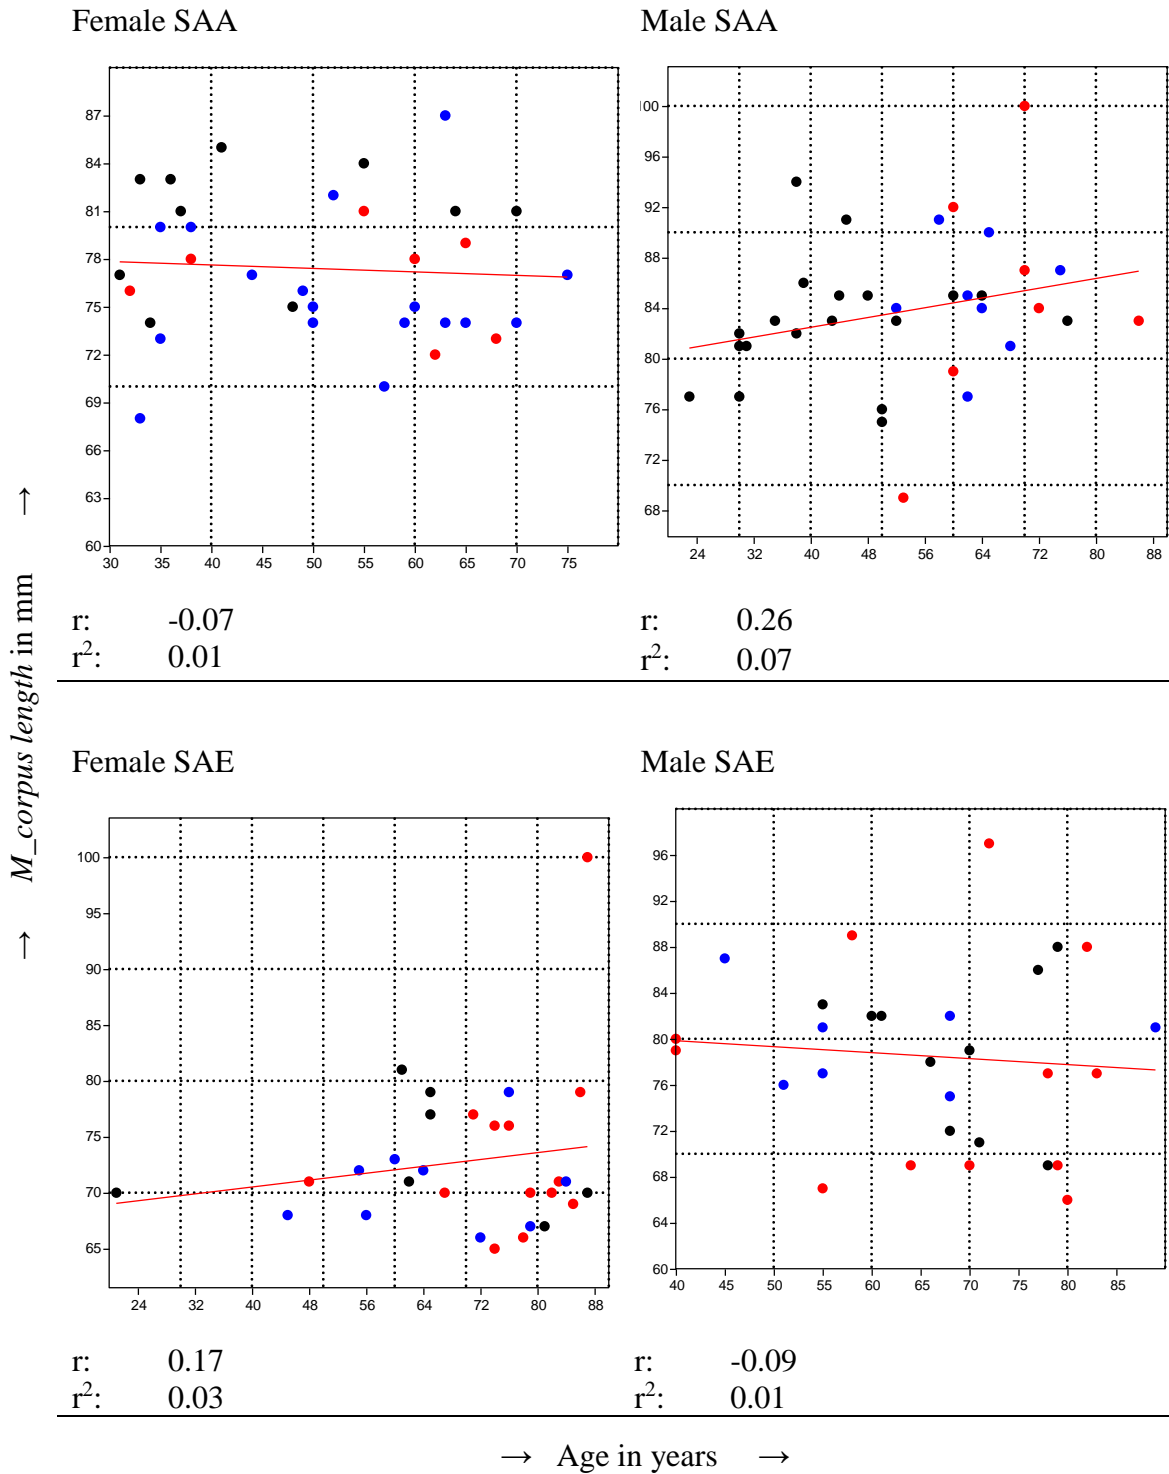 Female SAA
Male SAA
87
84
81
78
75
72
69
66
63
60
30 35 40 45 50 55 60 65 70 75
100
96
92
88
84
80
76
72
68
24 32 40 48 56 64 72 80 88
r: -0.07
r²: 0.01
r: 0.26
r²: 0.07
→ M_corpus length in mm →
Female SAE
Male SAE
100
95
90
85
80
75
70
65
24 32 40 48 56 64 72 80 88
96
92
88
84
80
76
72
68
64
60
40 45 50 55 60 65 70 75 80 85
r: 0.17
r²: 0.03
r: -0.09
r²: 0.01
→ Age in years →